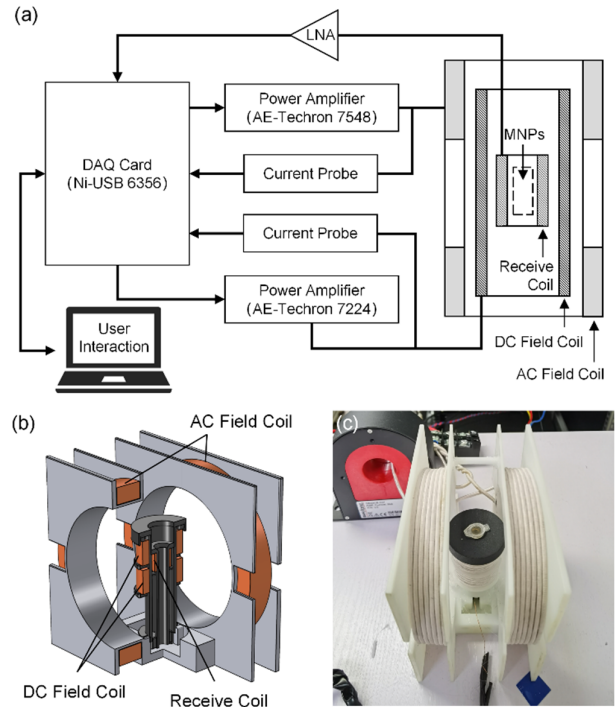 (a)
LNA
Power Amplifier
(AE-Techron 7548)
MNPs
DAQ Card
(Ni-USB 6356)
Current Probe
Current Probe
Receive
Coil
Power Amplifier
(AE-Techron 7224)
User
Interaction
DC Field Coil
AC Field Coil
(b)
AC Field Coil
(c)
DC Field Coil
Receive Coil